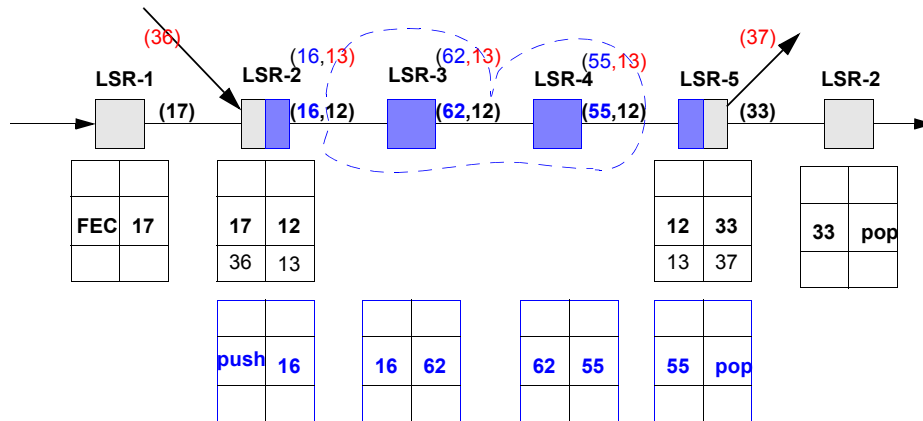 (36)
(37)
(16,13)
(62,13)
(55,13)
LSR-1
LSR-2
LSR-3
LSR-4
LSR-5
LSR-2
(17)
(16,12)
(62,12)
(55,12)
(33)
FEC 17
17 12
36 13
12 33
13 37
33 pop
push 16
16 62
62 55
55 pop